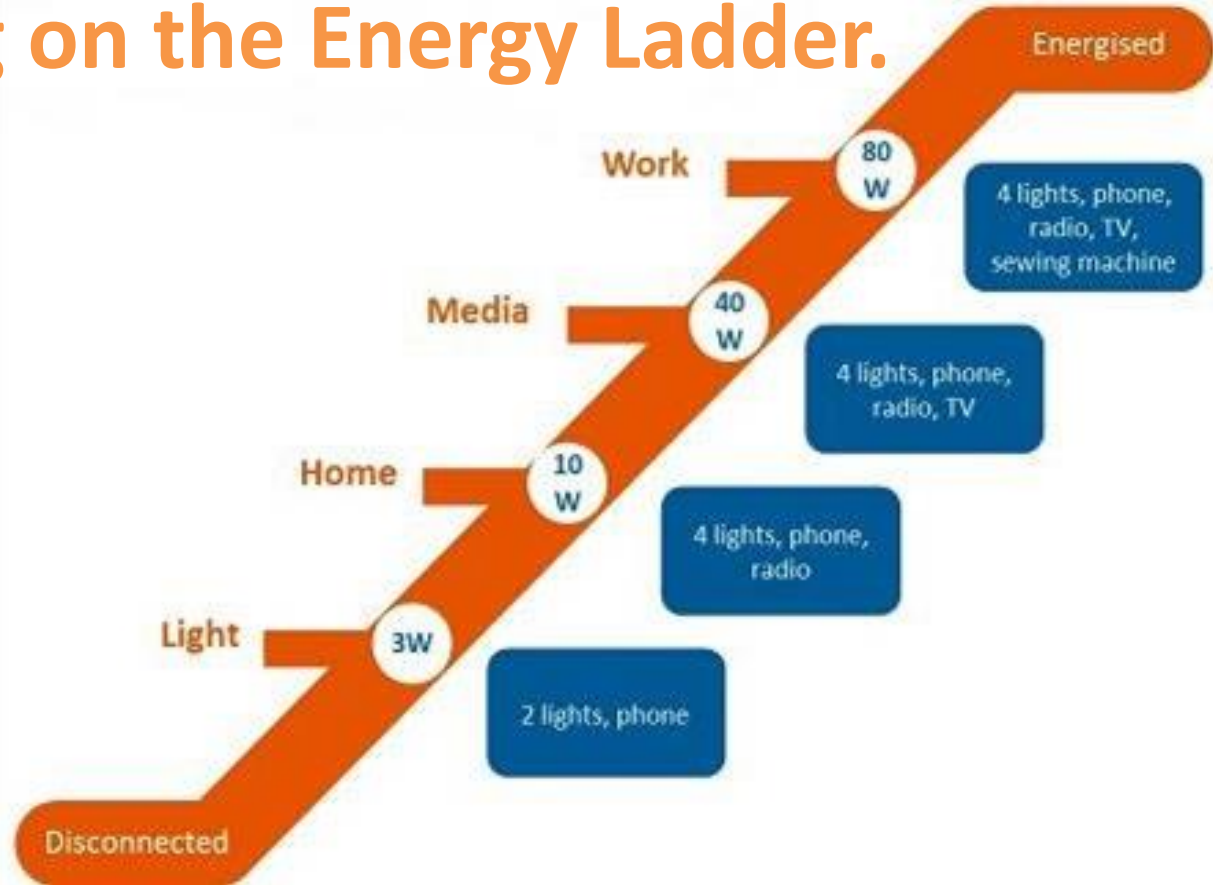 on the Energy Ladder.
Energised
Work
80
W
4 lights, phone,
radio, TV,
sewing machine
Media
40
W
4 lights, phone,
radio, TV
Home
10
W
4 lights, phone,
radio
Light
3W
2 lights, phone
Disconnected